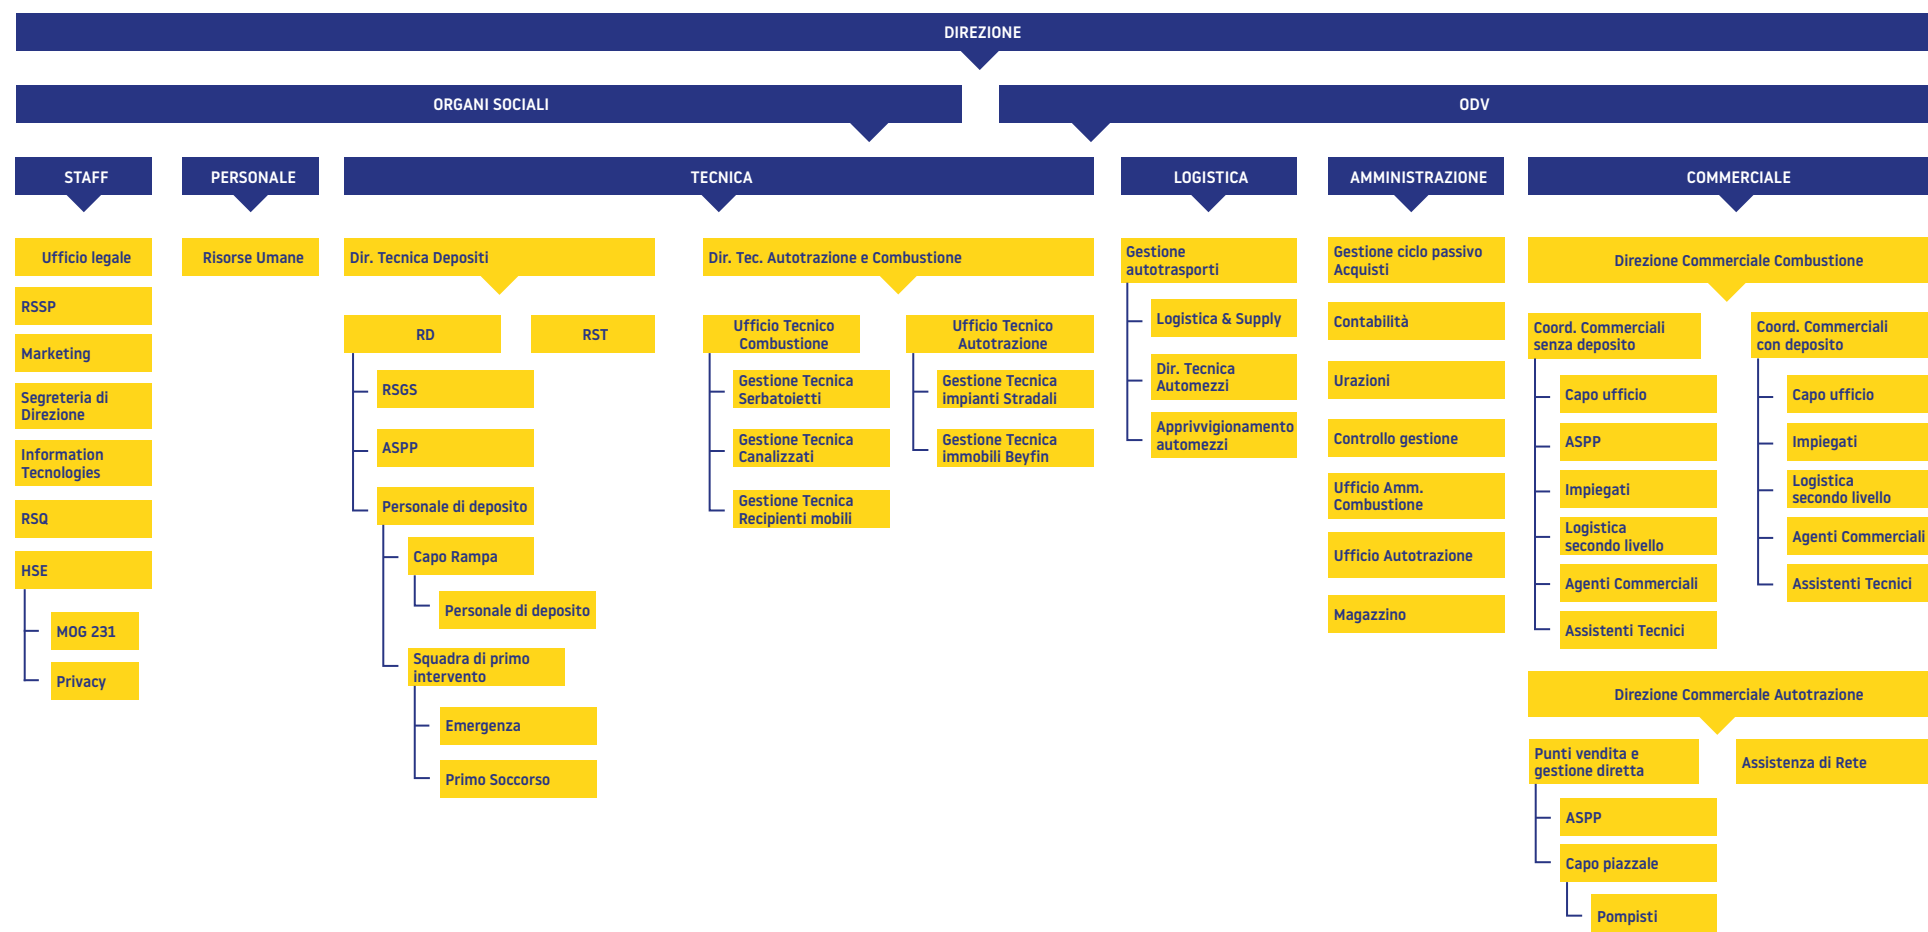 DIREZIONE
ORGANI SOCIALI
ODV
STAFF
Ufficio legale
RSSP
Marketing
Segreteria di
Direzione
Information
Tecnologies
RSQ
HSE
MOG 231
Privacy
PERSONALE
Risorse Umane
TECNICA
Dir. Tecnica Depositi
RD
RST
RSGS
ASPP
Personale di deposito
Capo Rampa
Personale di deposito
Squadra di primo
intervento
Emergenza
Primo Soccorso
Dir. Tec. Autotrazione e Combustione
Ufficio Tecnico
Combustione
Gestione Tecnica
Serbatoietti
Gestione Tecnica
Canalizzati
Gestione Tecnica
Recipienti mobili
Ufficio Tecnico
Autotrazione
Gestione Tecnica
impianti Stradali
Gestione Tecnica
immobili Beyfin
LOGISTICA
Gestione
autotrasporti
Logistica & Supply
Dir. Tecnica
Automezzi
Apprivvigionamento
automezzi
AMMINISTRAZIONE
Gestione ciclo passivo
Acquisti
Contabilità
Urazioni
Controllo gestione
Ufficio Amm.
Combustione
Ufficio Autotrazione
Magazzino
COMMERCIALE
Direzione Commerciale Combustione
Coord. Commerciali
senza deposito
Capo ufficio
ASPP
Impiegati
Logistica
secondo livello
Agenti Commerciali
Assistenti Tecnici
Coord. Commerciali
con deposito
Capo ufficio
Impiegati
Logistica
secondo livello
Agenti Commerciali
Assistenti Tecnici
Direzione Commerciale Autotrazione
Punti vendita e
gestione diretta
ASPP
Capo piazzale
Pompisti
Assistenza di Rete